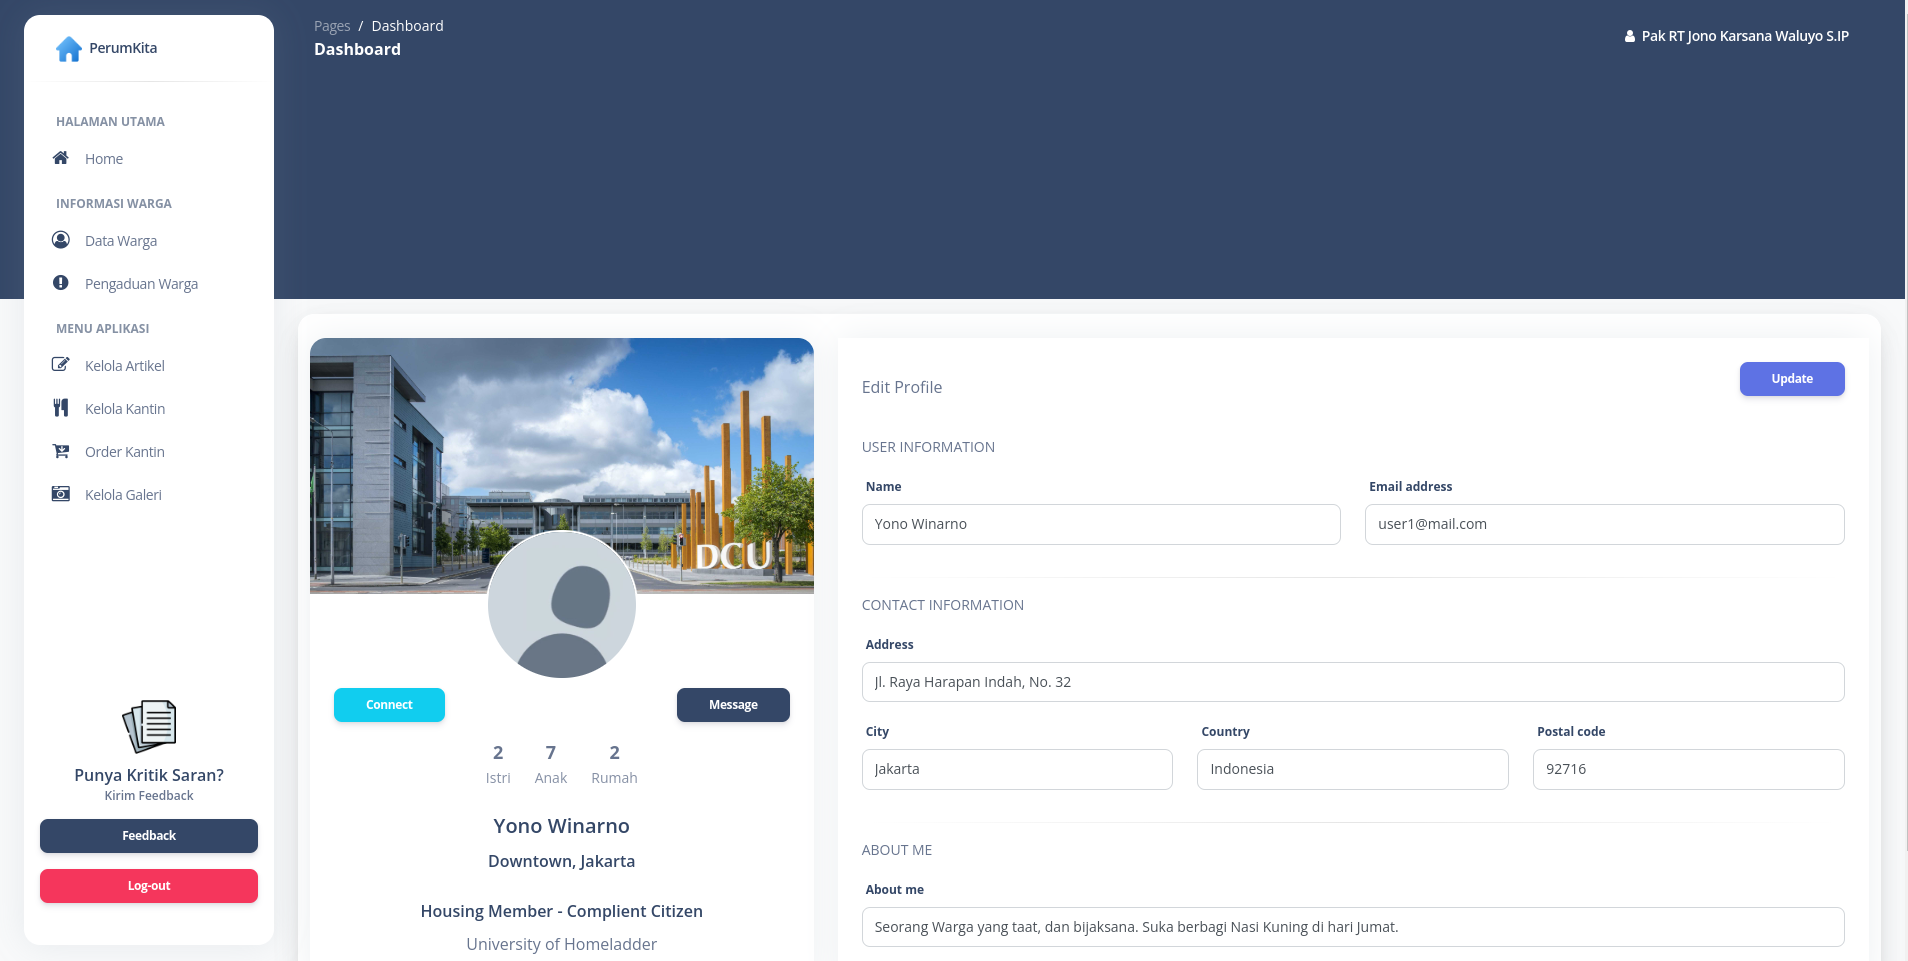 PerumKita
HALAMAN UTAMA
Home
INFORMASI WARGA
Data Warga
Pengaduan Warga
MENU APLIKASI
Kelola Artikel
Kelola Kantin
Order Kantin
Kelola Galeri
Punya Kritik Saran?
Kirim Feedback
Feedback
Log-out
Pages / Dashboard
Dashboard
Pak RT Jono Karsana Waluyo S.IP
DCU
Connect
Message
2 7 2
Istri Anak Rumah
Yono Winarno
Downtown, Jakarta
Housing Member - Complient Citizen
University of Homeladder
Edit Profile
Update
USER INFORMATION
Name Email address
Yono Winarno user1@mail.com
CONTACT INFORMATION
Address
Jl. Raya Harapan Indah, No. 32
City Country Postal code
Jakarta Indonesia 92716
ABOUT ME
About me
Seorang Warga yang taat, dan bijaksana. Suka berbagi Nasi Kuning di hari Jumat.